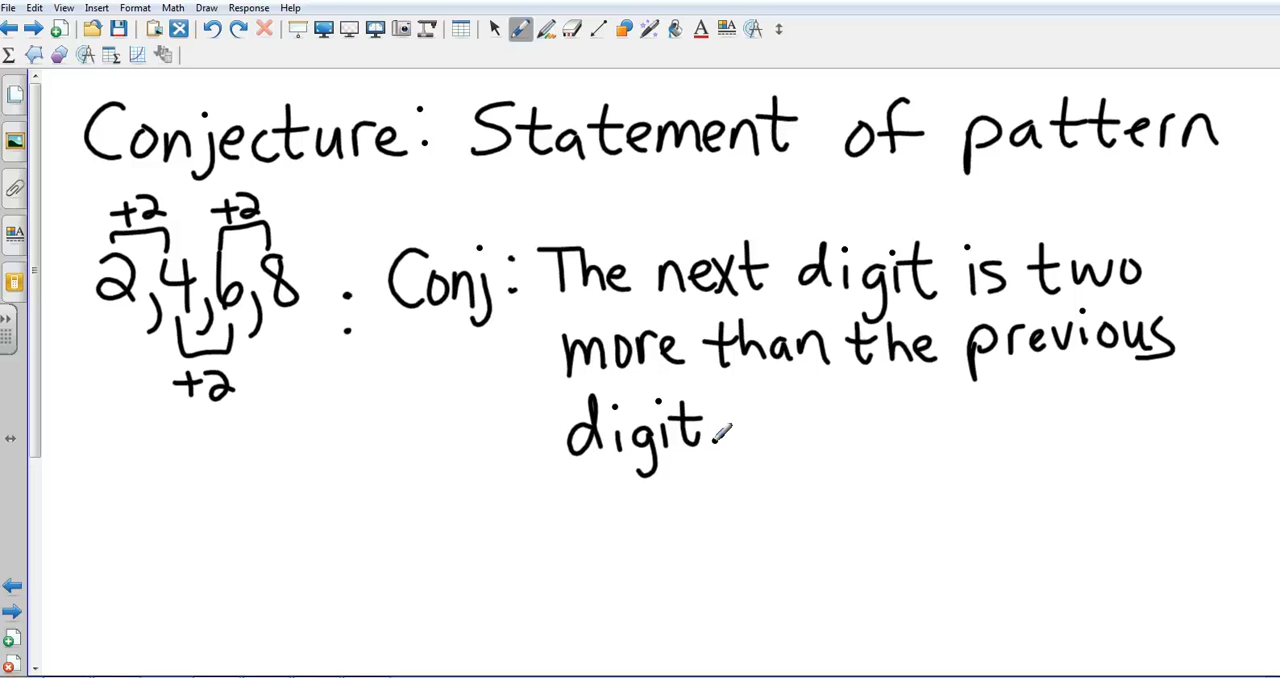 File Edit View Insert Format Math Draw Response Help
Conjecture: Statement of pattern
+2 +2
2, 4, 6, 8 : Conj: The next digit is two
more than the previous
+2
digit.